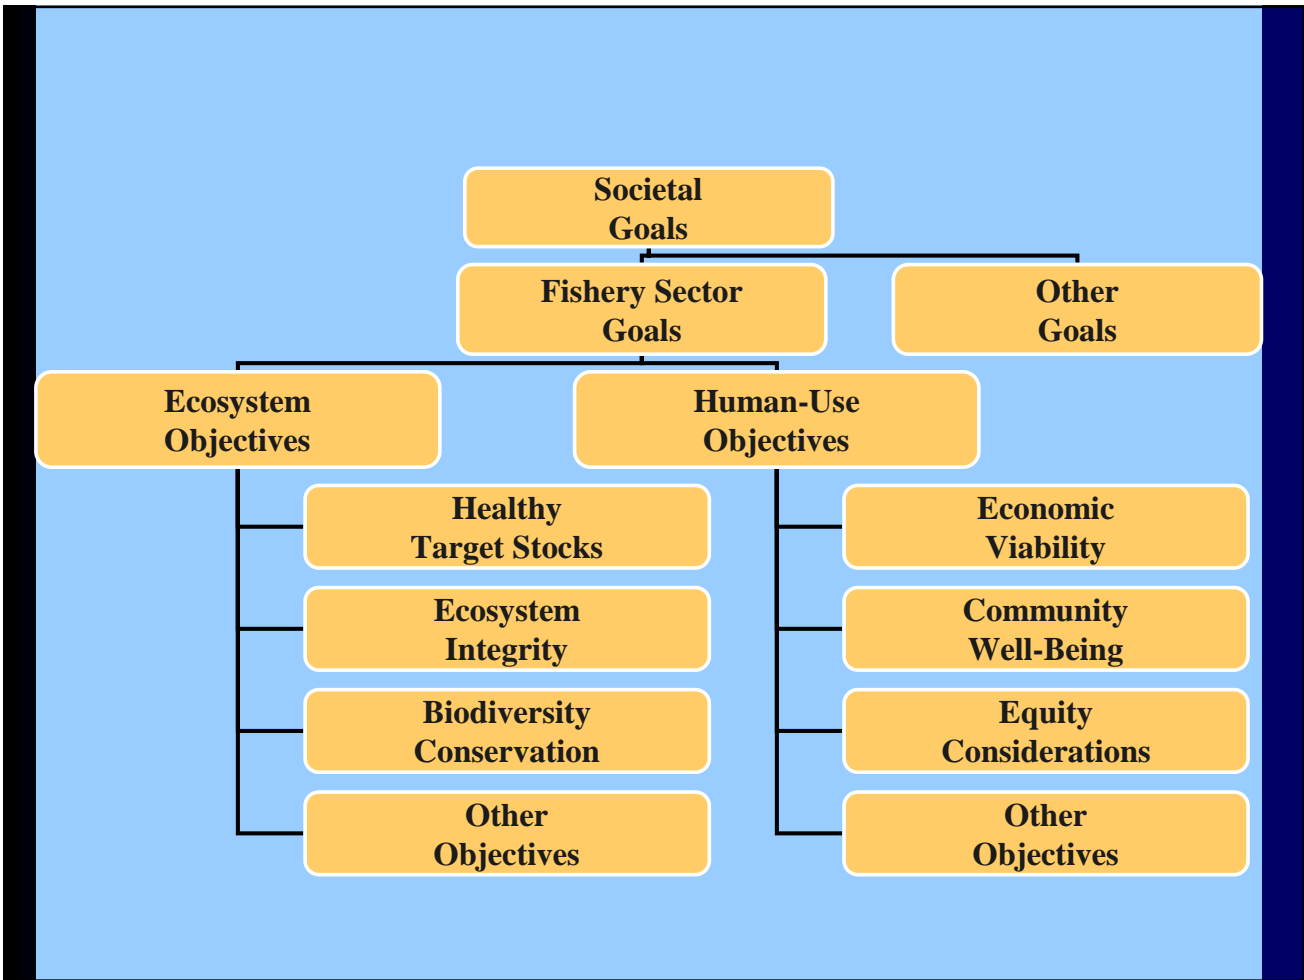 Societal
Goals
Fishery Sector
Goals
Other
Goals
Ecosystem
Objectives
Human-Use
Objectives
Healthy
Target Stocks
Economic
Viability
Ecosystem
Integrity
Community
Well-Being
Biodiversity
Conservation
Equity
Considerations
Other
Objectives
Other
Objectives